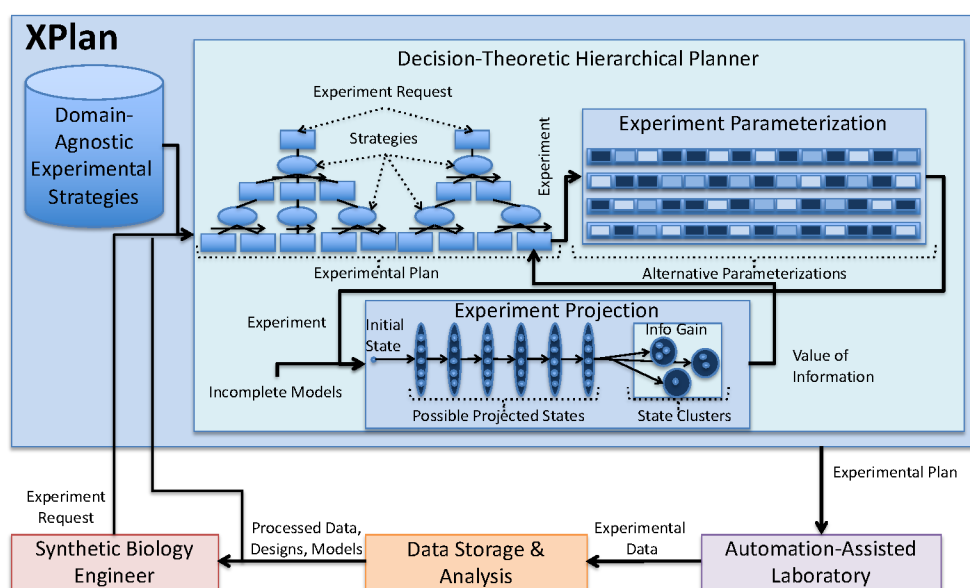 XPlan
Decision-Theoretic Hierarchical Planner
Domain-
Agnostic
Experimental
Strategies
Experiment Request
Strategies
Experiment
Experiment Parameterization
Experimental Plan
Alternative Parameterizations
Experiment
Incomplete Models
Experiment Projection
Initial
State
Info Gain
Possible Projected States
State Clusters
Value of
Information
Experimental Plan
Experiment
Request
Processed Data,
Designs, Models
Experimental
Data
Synthetic Biology
Engineer
Data Storage &
Analysis
Automation-Assisted
Laboratory